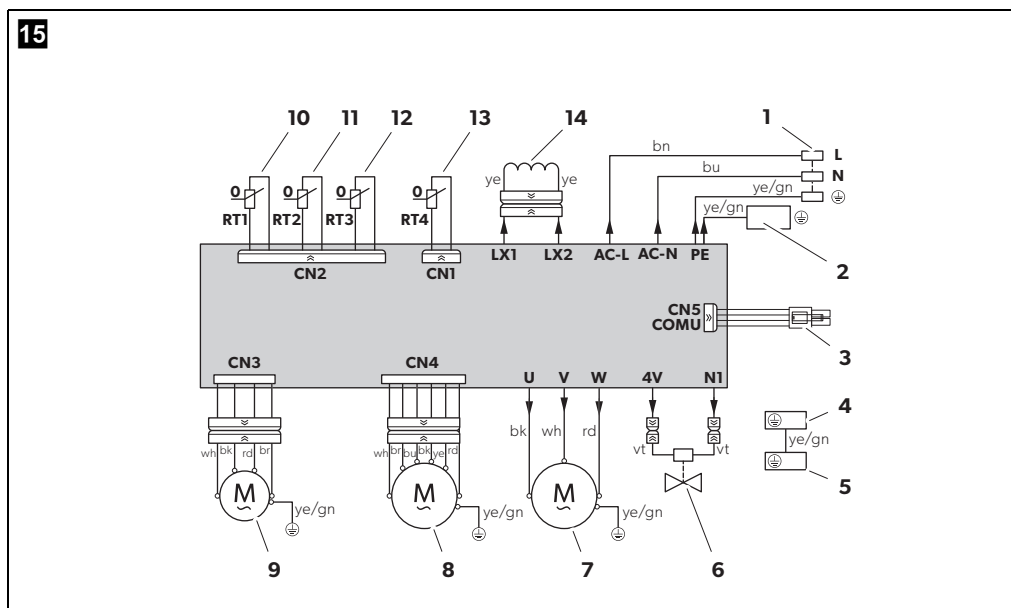 15
10 11 12 13 14 1
bn L
bu N
ye ye
ye/gn
ye/gn
0 0 0 0
RT1 RT2 RT3 RT4
2
CN2 CN1 LX1 LX2 AC-L AC-N PE
CN5
COMU
3
CN3 CN4 U V W 4V N1
4
bk wh rd
ye/gn
vt vt
wh bk rd br wh br bu bk ye rd
5
M M M
ye/gn ye/gn ye/gn
9 8 7 6